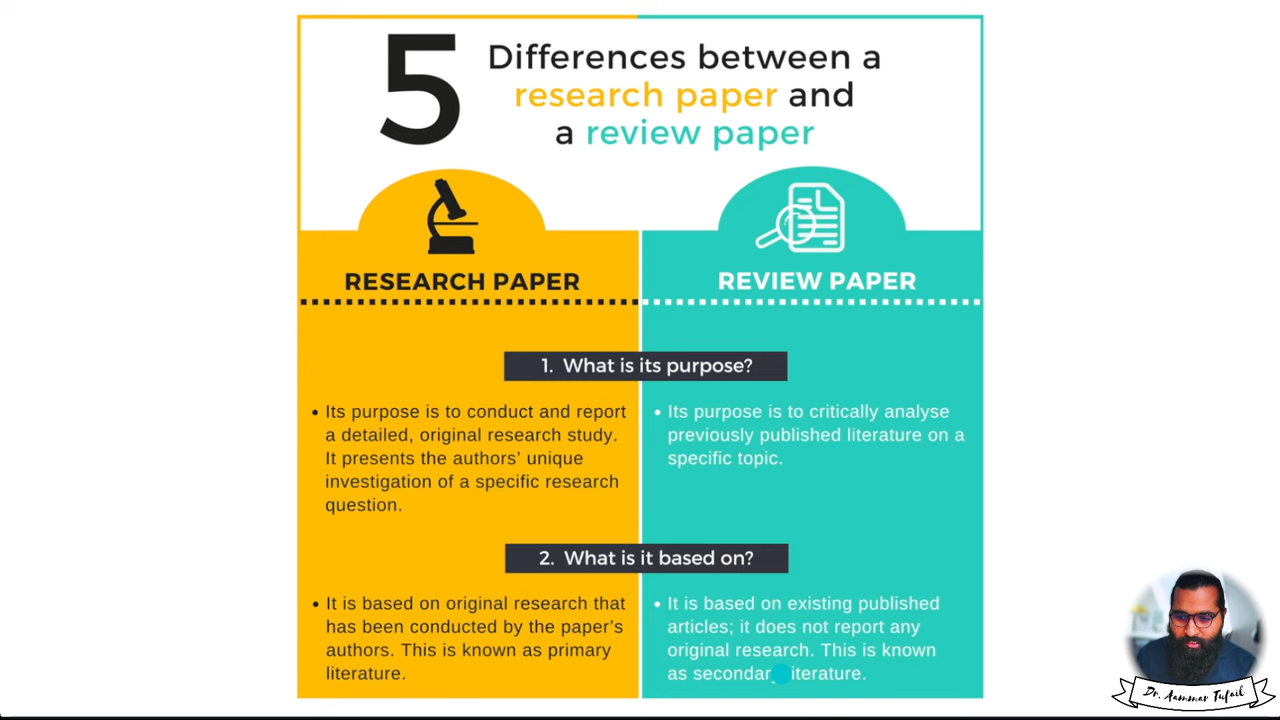 5
Differences between a
research paper and
a review paper
RESEARCH PAPER
REVIEW PAPER
1. What is its purpose?
• Its purpose is to conduct and report
a detailed, original research study.
It presents the authors' unique
investigation of a specific research
question.
• Its purpose is to critically analyse
previously published literature on a
specific topic.
2. What is it based on?
• It is based on original research that
has been conducted by the paper's
authors. This is known as primary
literature.
• It is based on existing published
articles; it does not report any
original research. This is known
as secondary literature.
Dr. Aammar Tufail